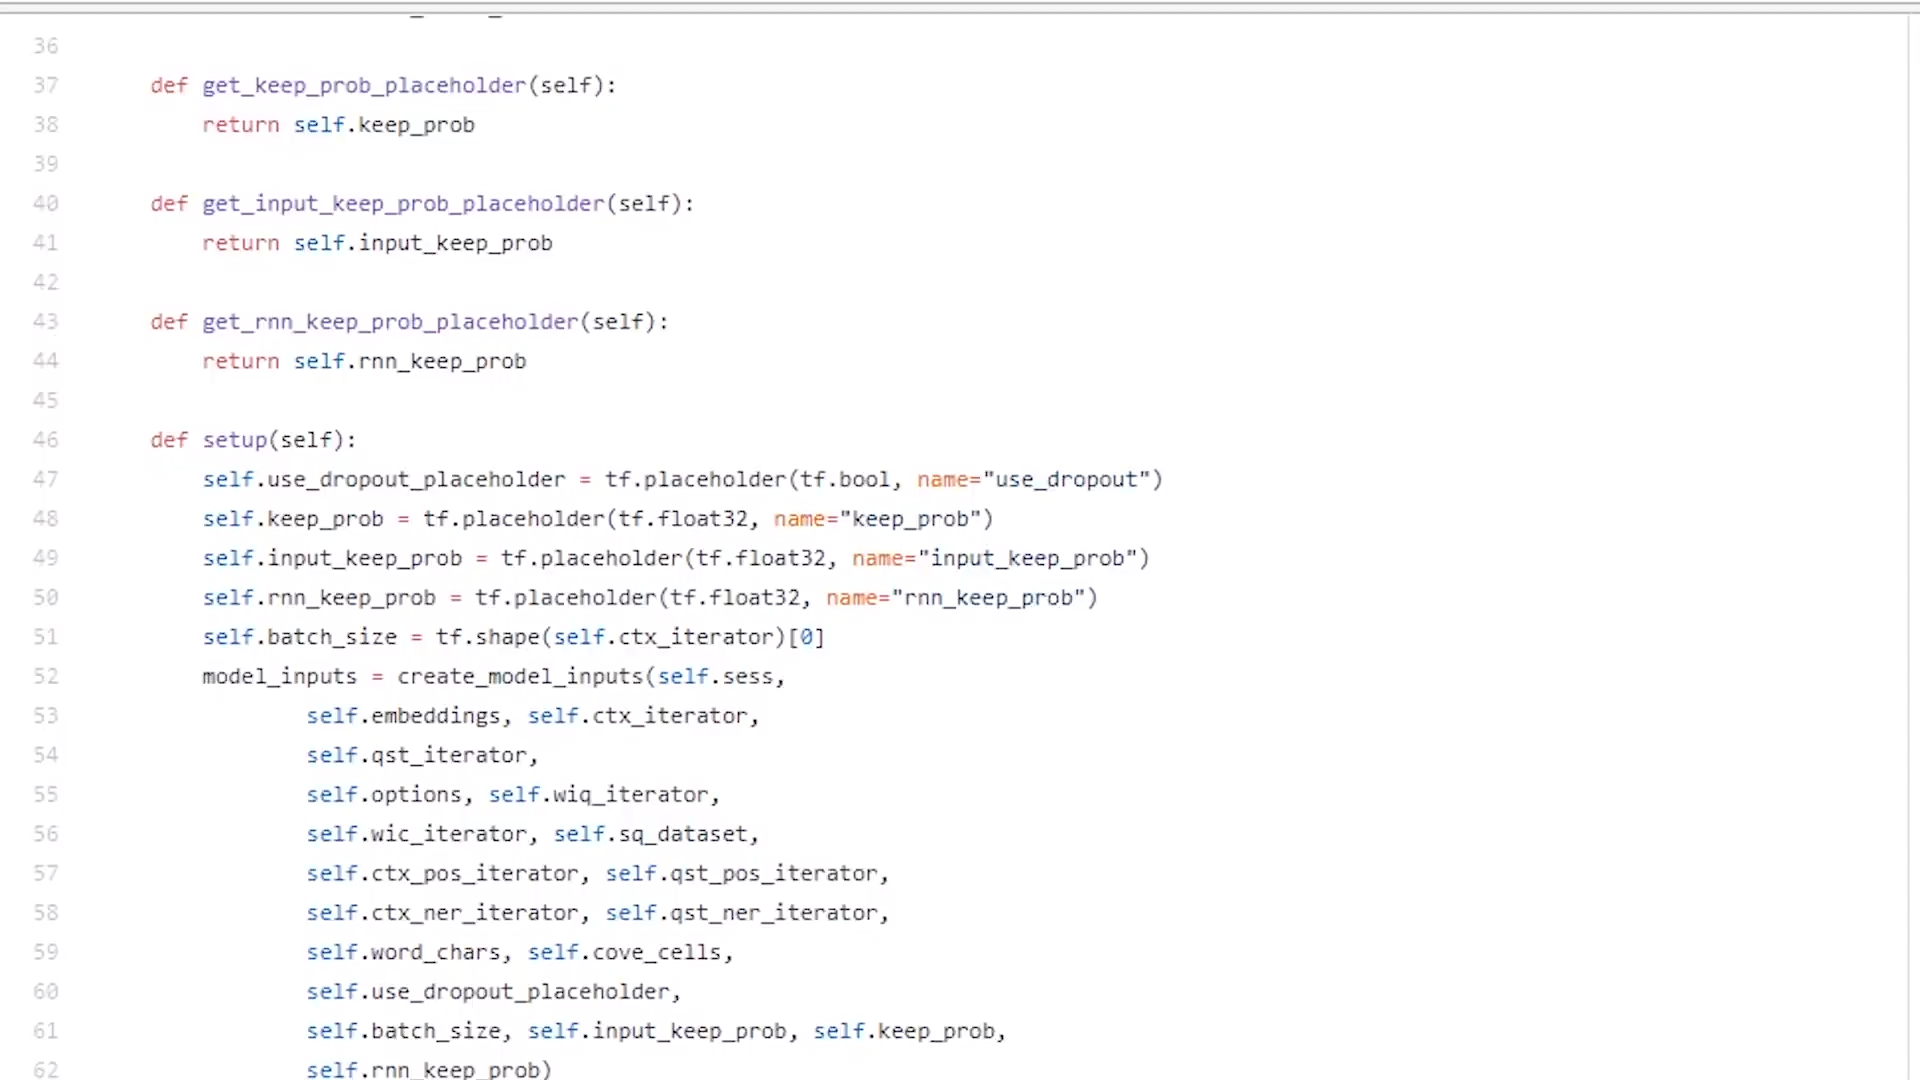 36
37 def get_keep_prob_placeholder(self):
38 return self.keep_prob
39
40 def get_input_keep_prob_placeholder(self):
41 return self.input_keep_prob
42
43 def get_rnn_keep_prob_placeholder(self):
44 return self.rnn_keep_prob
45
46 def setup(self):
47 self.use_dropout_placeholder = tf.placeholder(tf.bool, name="use_dropout")
48 self.keep_prob = tf.placeholder(tf.float32, name="keep_prob")
49 self.input_keep_prob = tf.placeholder(tf.float32, name="input_keep_prob")
50 self.rnn_keep_prob = tf.placeholder(tf.float32, name="rnn_keep_prob")
51 self.batch_size = tf.shape(self.ctx_iterator)[0]
52 model_inputs = create_model_inputs(self.sess,
53 self.embeddings, self.ctx_iterator,
54 self.qst_iterator,
55 self.options, self.wiq_iterator,
56 self.wic_iterator, self.sq_dataset,
57 self.ctx_pos_iterator, self.qst_pos_iterator,
58 self.ctx_ner_iterator, self.qst_ner_iterator,
59 self.word_chars, self.cove_cells,
60 self.use_dropout_placeholder,
61 self.batch_size, self.input_keep_prob, self.keep_prob,
62 self.rnn_keep_prob)